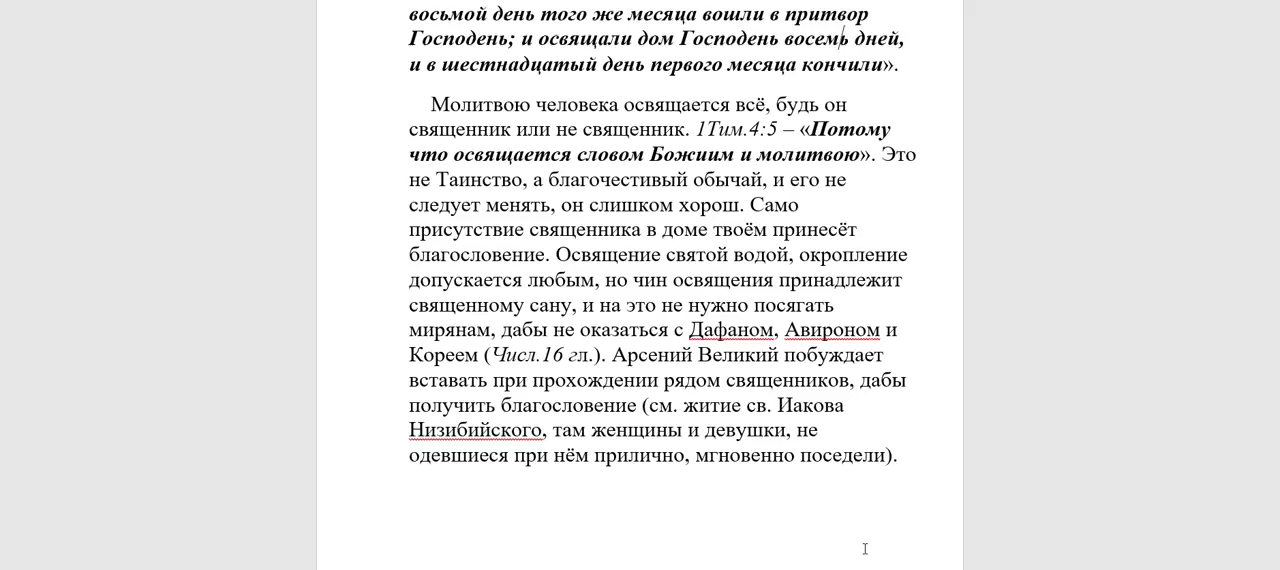 восьмой день того же месяца вошли в притвор
Господень; и освящали дом Господень восемь дней,
и в шестнадцатый день первого месяца кончили».
Молитвою человека освящается всё, будь он
священник или не священник. 1Тим.4:5 – «Потому
что освящается словом Божиим и молитвою». Это
не Таинство, а благочестивый обычай, и его не
следует менять, он слишком хорош. Само
присутствие священника в доме твоём принесёт
благословение. Освящение святой водой, окропление
допускается любым, но чин освящения принадлежит
священному сану, и на это не нужно посягать
мирянам, дабы не оказаться с Дафаном, Авироном и
Кореем (Числ.16 гл.). Арсений Великий побуждает
вставать при прохождении рядом священников, дабы
получить благословение (см. житие св. Иакова
Низибийского, там женщины и девушки, не
одевшиеся при нём прилично, мгновенно поседели).